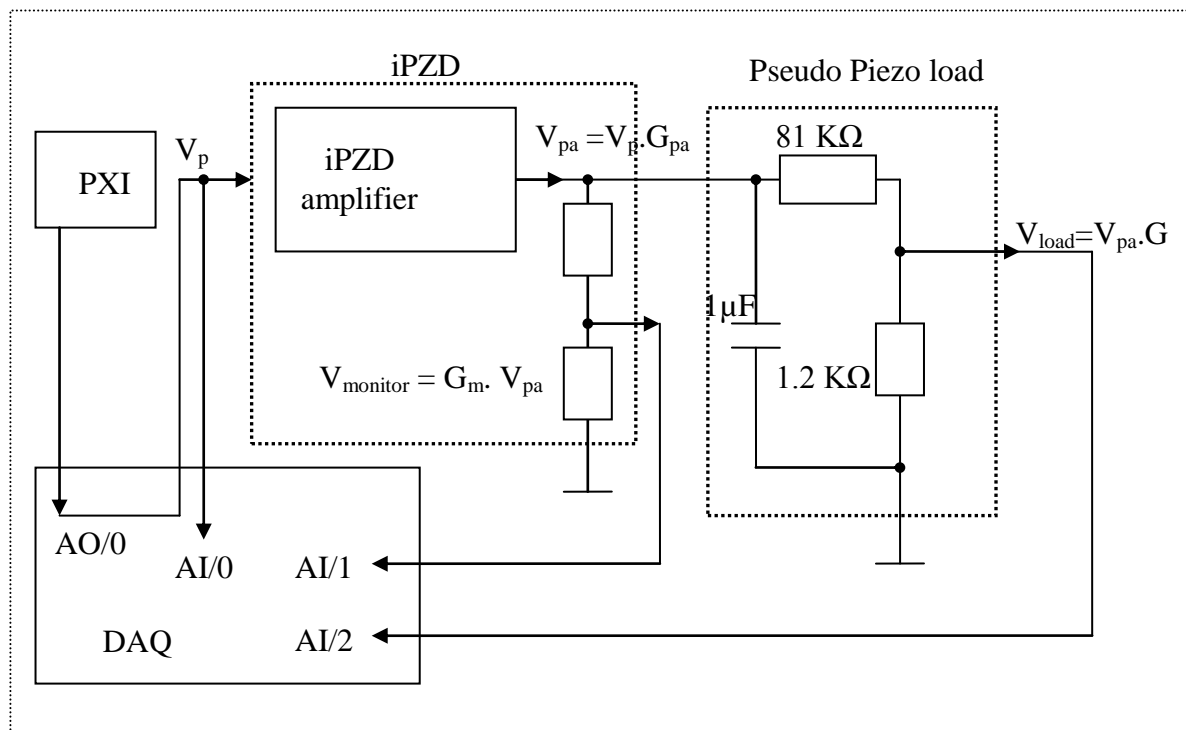 iPZD
Pseudo Piezo load
PXI
Vp
iPZD
amplifier
Vpa =Vp.Gpa
81 KΩ
Vload=Vpa.G
1µF
1.2 KΩ
Vmonitor = Gm. Vpa
AO/0
AI/0
AI/1
AI/2
DAQ